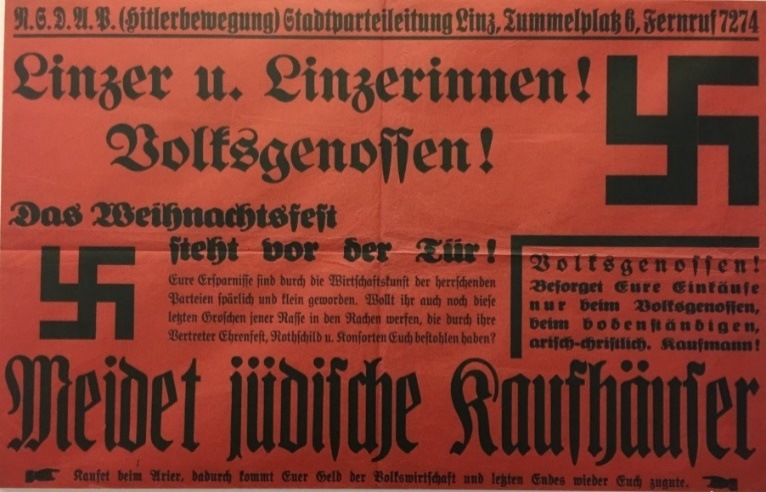 N.S.D.A.P. (Hitlerbewegung) Stadtparteileitung Linz, Tummelplatz 6, Fernruf 7274
Linzer u. Linzerinnen!
Volksgenossen!
Das Weihnachtsfest
steht vor der Tür!
Eure Ersparnisse sind durch die Wirtschaftskunst der herrschenden
Parteien spärlich und klein geworden. Wollt ihr auch noch diese
letzten Groschen jener Rasse in den Rachen werfen, die durch ihre
Vertreter Ehrenfest, Rothschild u. Konsorten Euch bestohlen haben?
Volksgenossen!
Besorget Eure Einkäufe
nur beim Volksgenossen,
beim bodenständigen,
arisch-christlich. Kaufmann!
Meidet jüdische Kaufhäuser
Kaufet beim Arier, dadurch kommt Euer Geld der Volkswirtschaft und letzten Endes wieder Euch zugute.